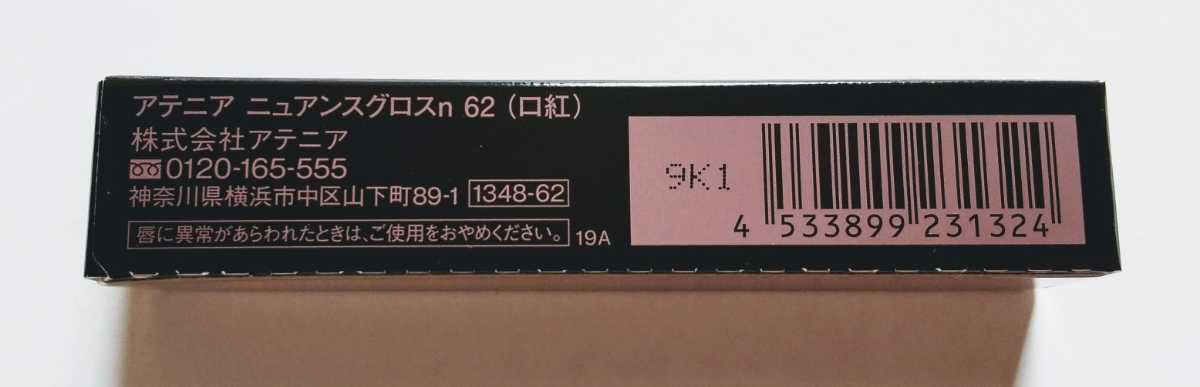 アテニア ニュアンスグロスn 62 (口紅)
株式会社アテニア
0120-165-555
神奈川県横浜市中区山下町89-1 1348-62
唇に異常があらわれたときは、ご使用をおやめください。 19A
9K1
4 533899 231324